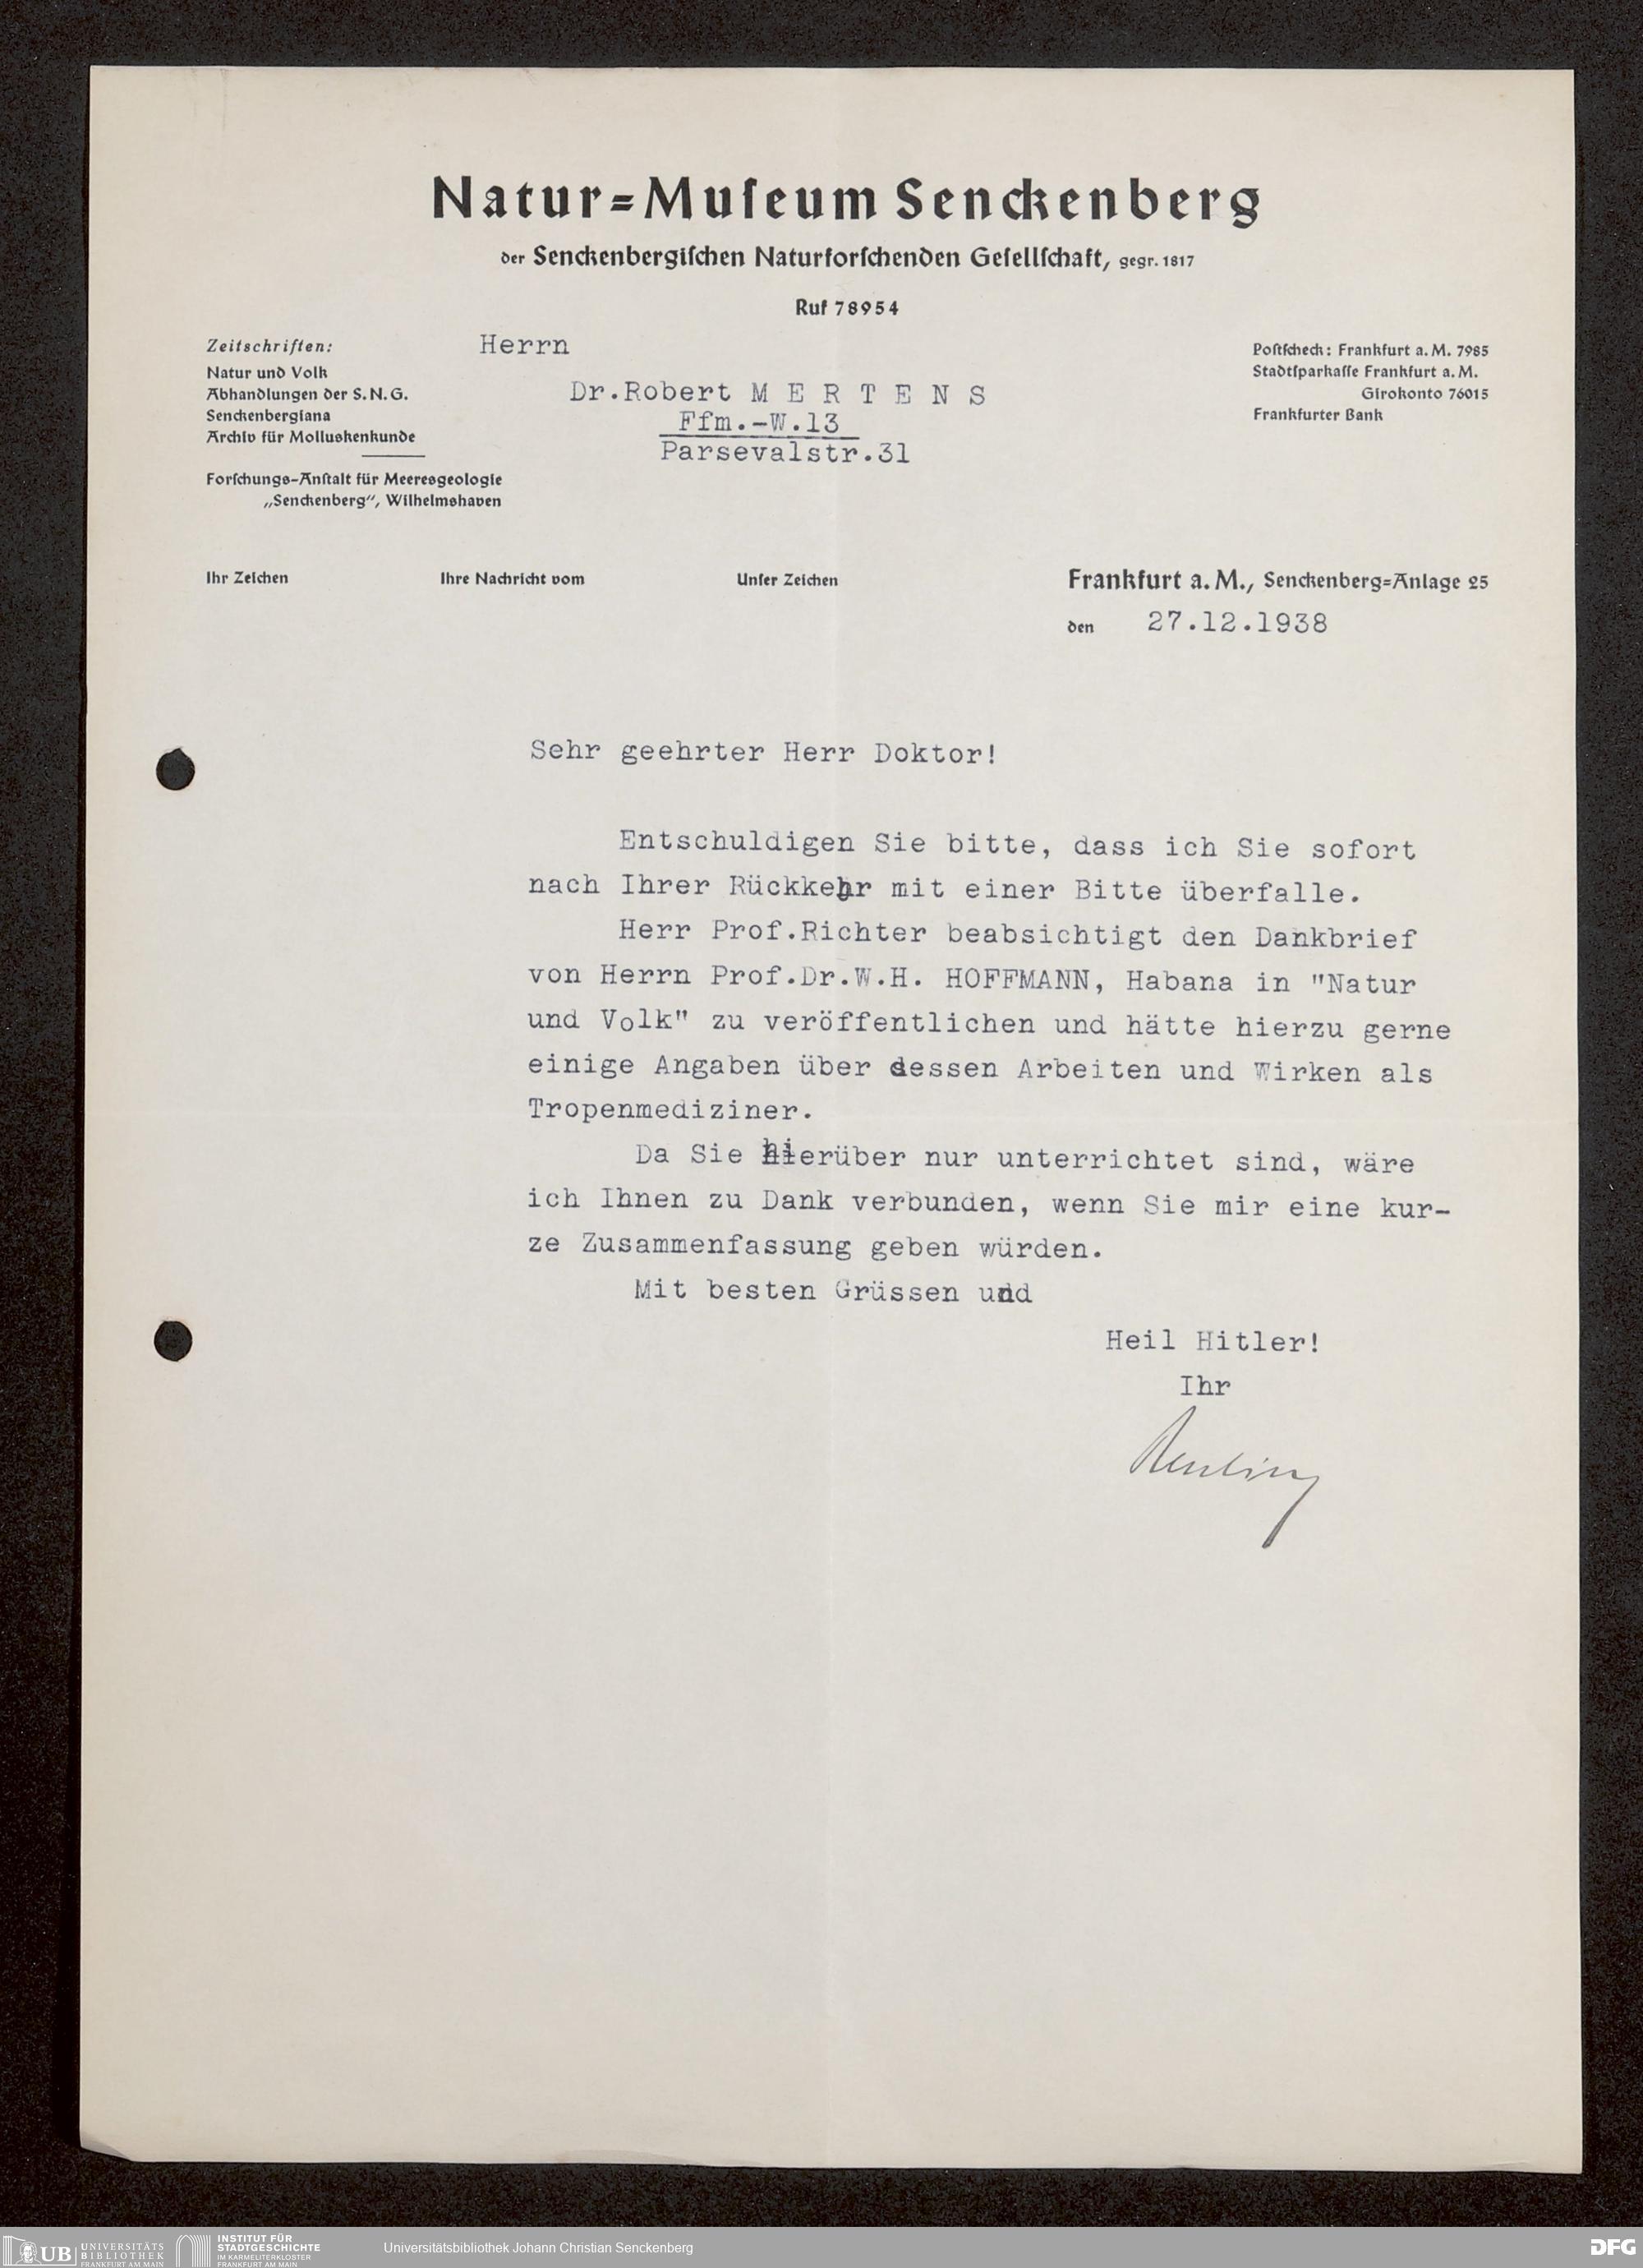 Natur=Muſeum Senckenberg
der Senckenbergiſchen Naturforſchenden Geſellſchaft, gegr. 1817
Ruf 78954
Zeitschriften:
Natur und Volk
Abhandlungen der S. N. G.
Senckenbergiana
Archiv für Molluskenkunde
Forſchungs-Anſtalt für Meeresgeologie
„Senckenberg“, Wilhelmshaven
Herrn
Dr.Robert M E R T E N S
Ffm.-W.13
Parsevalstr.31
Poſtſcheck: Frankfurt a. M. 7985
Stadtſparkaſſe Frankfurt a. M.
Girokonto 76015
Frankfurter Bank
Ihr Zeichen Ihre Nachricht vom Unſer Zeichen Frankfurt a. M., Senckenberg=Anlage 25
den 27.12.1938
Sehr geehrter Herr Doktor!
Entschuldigen Sie bitte, dass ich Sie sofort
nach Ihrer Rückkehr mit einer Bitte überfalle.
Herr Prof.Richter beabsichtigt den Dankbrief
von Herrn Prof.Dr.W.H. HOFFMANN, Habana in "Natur
und Volk" zu veröffentlichen und hätte hierzu gerne
einige Angaben über dessen Arbeiten und Wirken als
Tropenmediziner.
Da Sie hierüber nur unterrichtet sind, wäre
ich Ihnen zu Dank verbunden, wenn Sie mir eine kur-
ze Zusammenfassung geben würden.
Mit besten Grüssen und
Heil Hitler!
Ihr
UB UNIVERSITÄTS
BIBLIOTHEK
FRANKFURT AM MAIN
INSTITUT FÜR
STADTGESCHICHTE
IM KARMELITERKLOSTER
FRANKFURT AM MAIN
Universitätsbibliothek Johann Christian Senckenberg
DFG